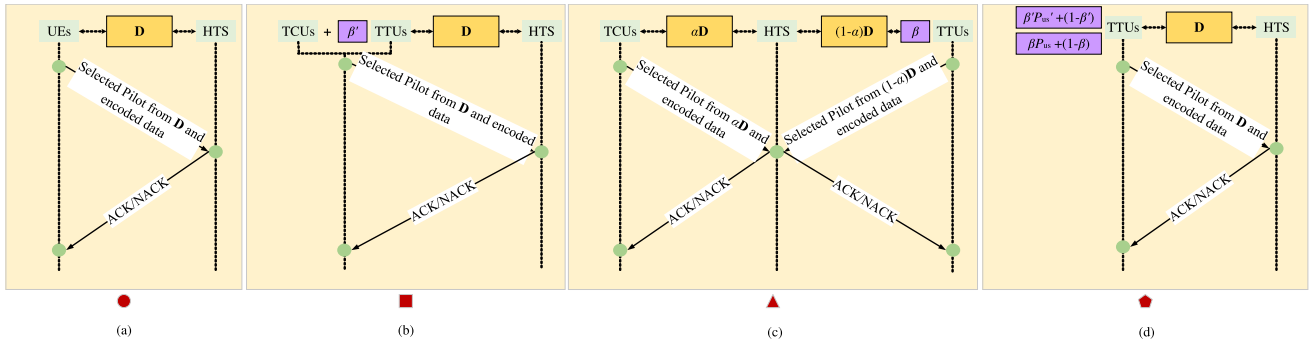 UEs D HTS
Selected Pilot from D and
encoded data
ACK/NACK
(a)
TCUs + β' TTUs D HTS
Selected Pilot from D and encoded
data
ACK/NACK
(b)
TCUs αD HTS (1-α)D β TTUs
Selected Pilot from αD and
encoded data
Selected Pilot from (1-α)D and
encoded data
ACK/NACK
ACK/NACK
(c)
β'Pus' +(1-β')
βPus +(1-β)
TTUs D HTS
Selected Pilot from D and
encoded data
ACK/NACK
(d)